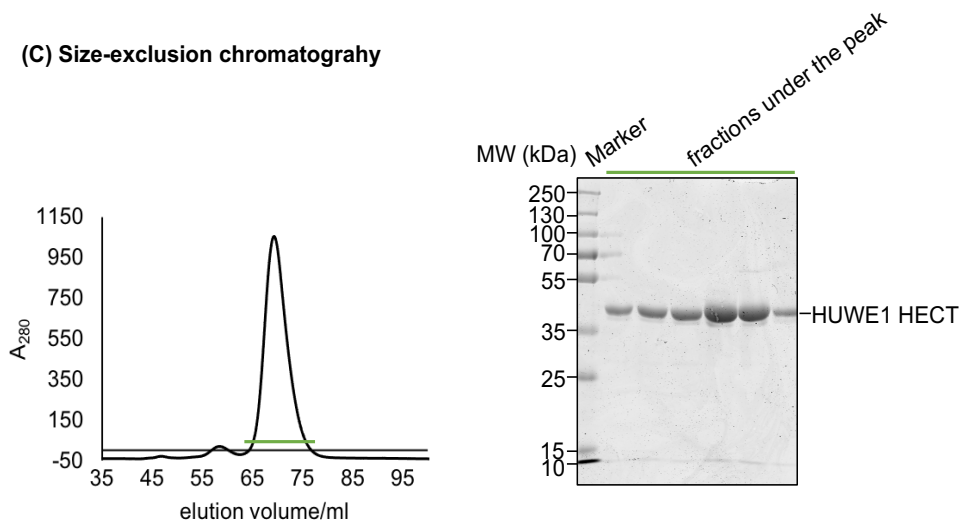 (C) Size-exclusion chromatograhy
1150
950
750
550
350
150
-50
A280
35 45 55 65 75 85 95
elution volume/ml
MW (kDa)
Marker
fractions under the peak
250
130
100
70
55
35
25
15
10
HUWE1 HECT